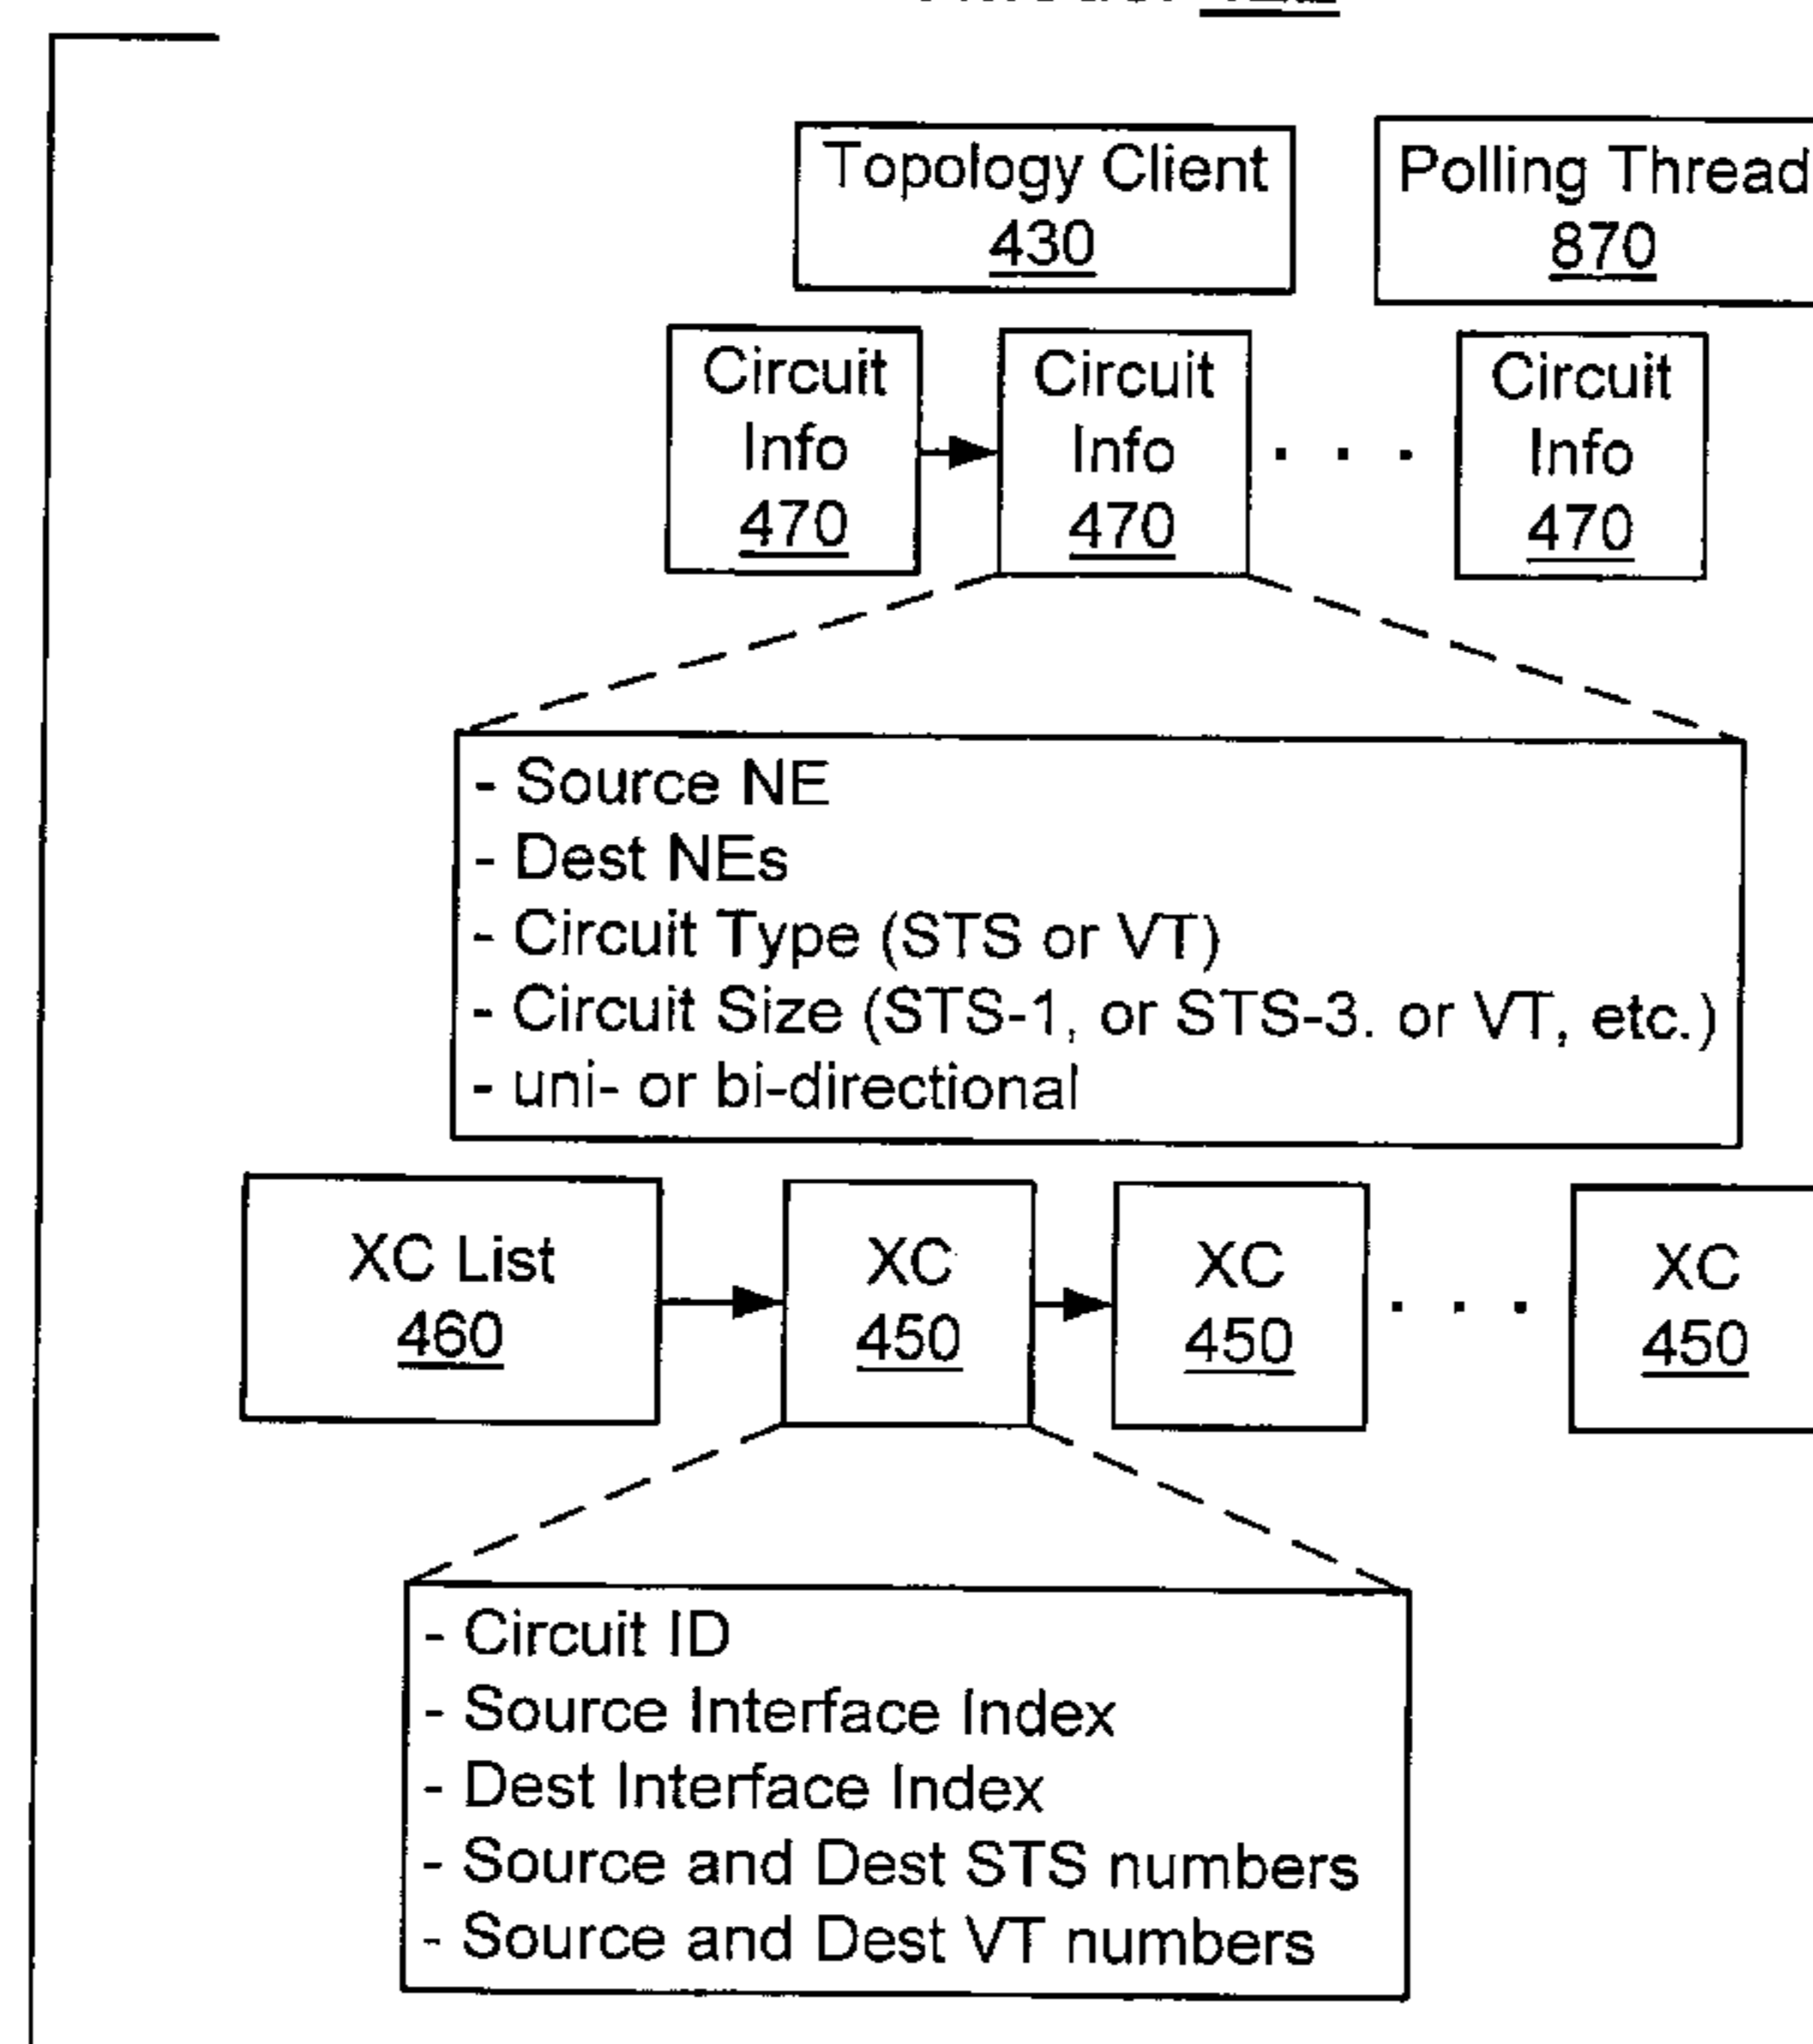 Topology Client
430
Polling Thread
870
Circuit
Info
470
Circuit
Info
470
. . .
Circuit
Info
470
- Source NE
- Dest NEs
- Circuit Type (STS or VT)
- Circuit Size (STS-1, or STS-3. or VT, etc.)
- uni- or bi-directional
XC List
460
XC
450
XC
450
. . .
XC
450
- Circuit ID
- Source Interface Index
- Dest Interface Index
- Source and Dest STS numbers
- Source and Dest VT numbers